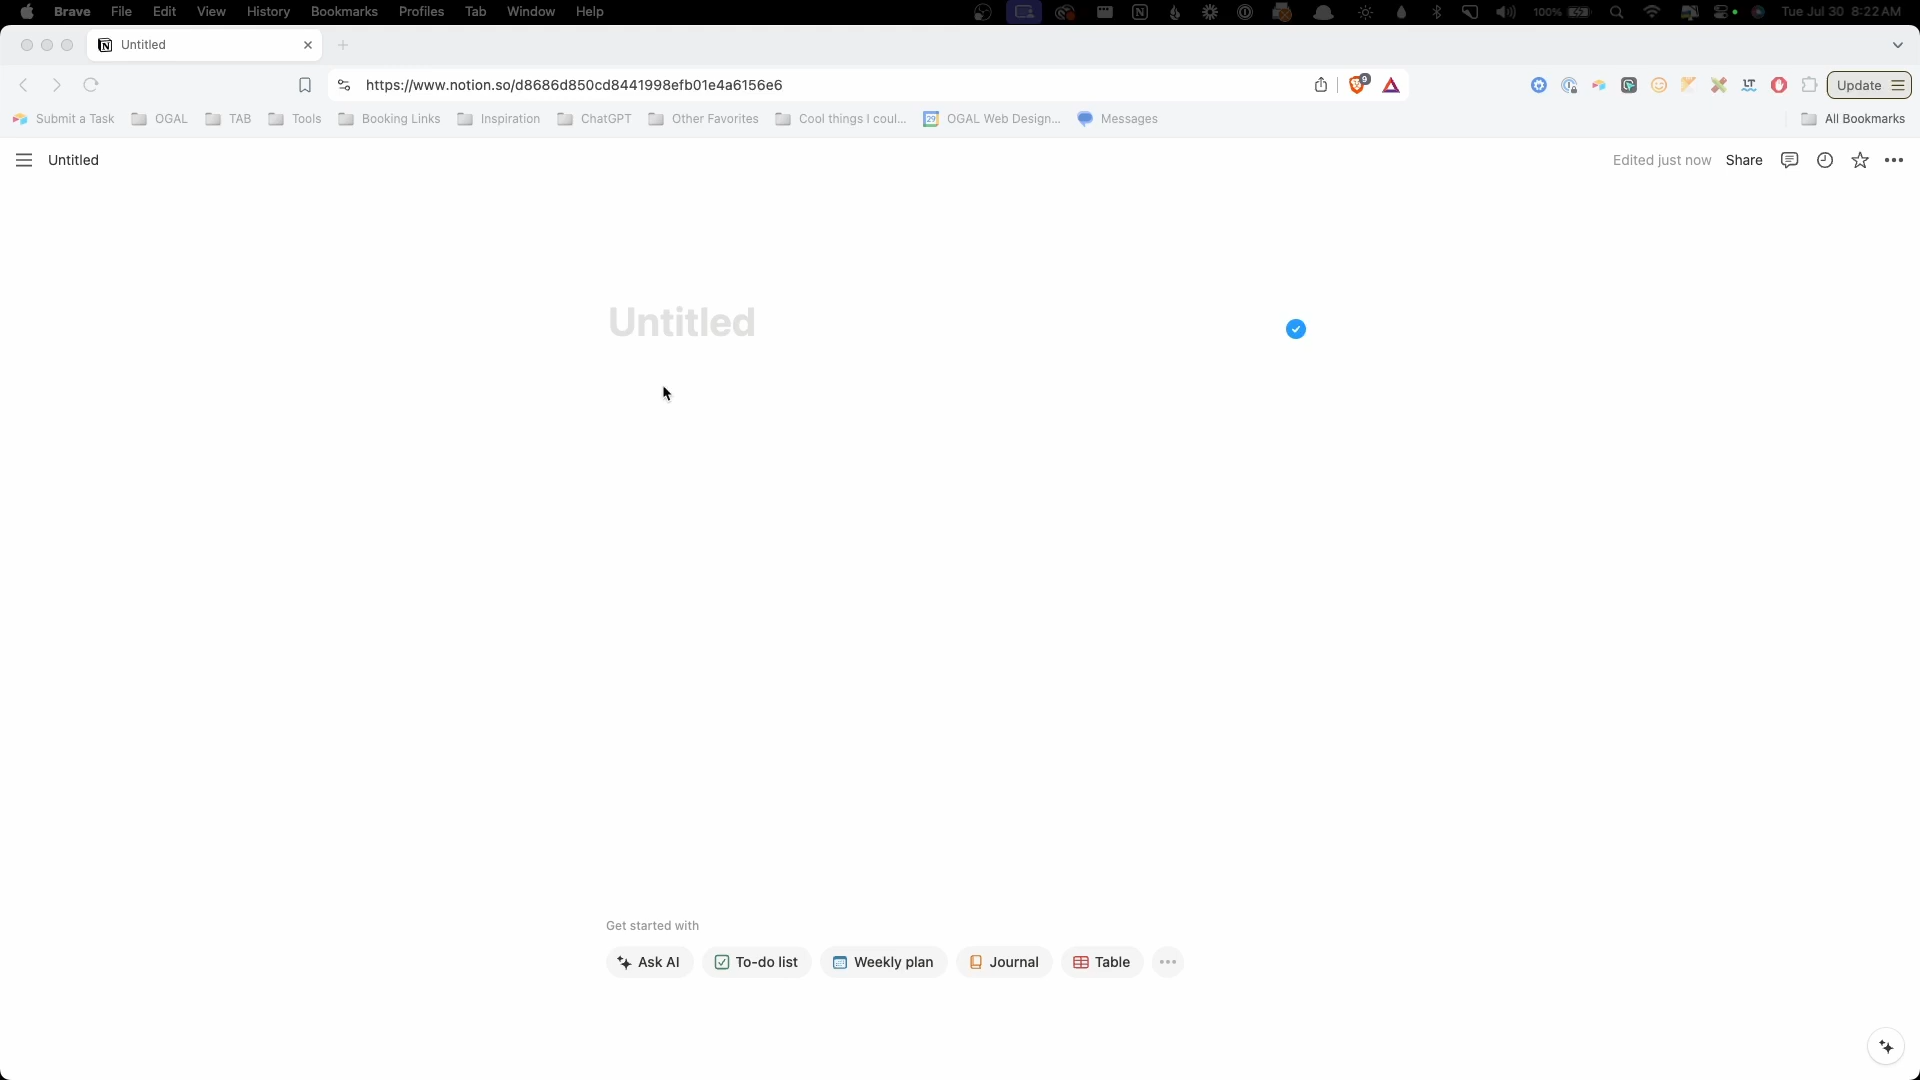 Brave File Edit View History Bookmarks Profiles Tab Window Help 100% Tue Jul 30 8:22 AM
Untitled
https://www.notion.so/d8686d850cd8441998efb01e4a6156e6 9 LT Update
Submit a Task OGAL TAB Tools Booking Links Inspiration ChatGPT Other Favorites Cool things I coul... 29 OGAL Web Design... Messages All Bookmarks
Untitled Edited just now Share
Untitled
Get started with
Ask AI To-do list Weekly plan Journal Table